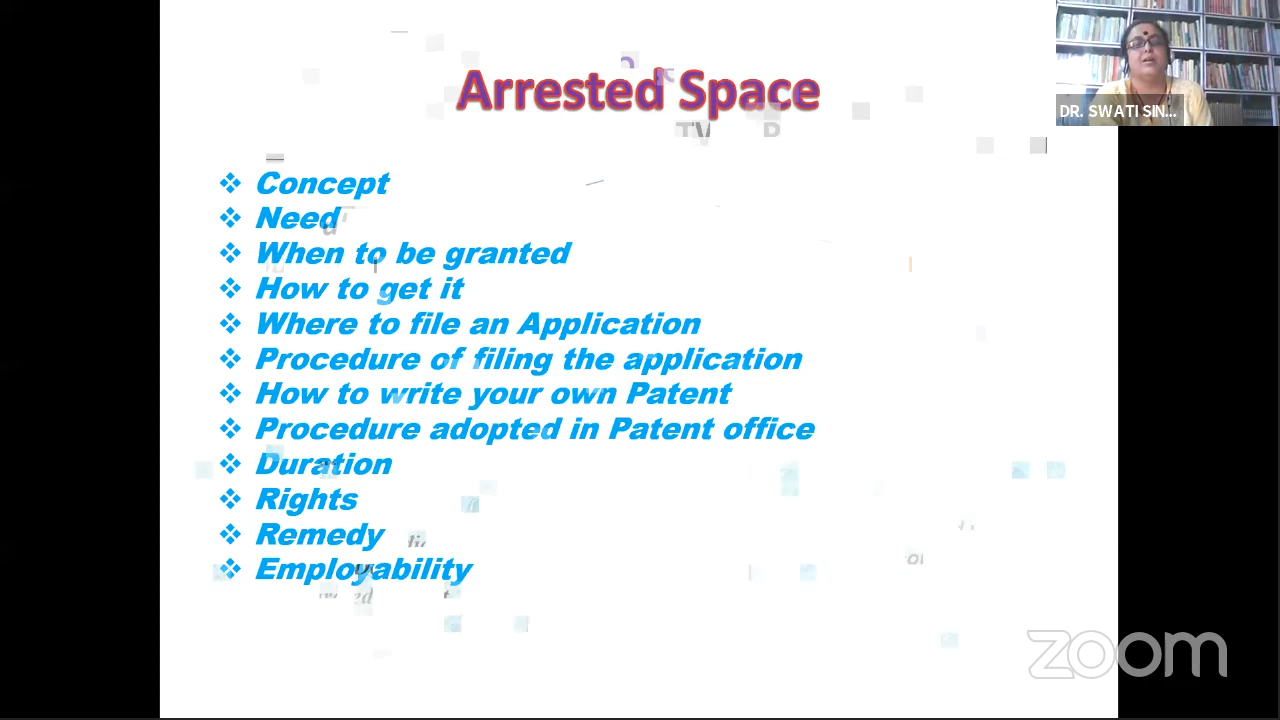 Arrested Space
DR. SWATI SIN...
❖ Concept
❖ Need
❖ When to be granted
❖ How to get it
❖ Where to file an Application
❖ Procedure of filing the application
❖ How to write your own Patent
❖ Procedure adopted in Patent office
❖ Duration
❖ Rights
❖ Remedy
❖ Employability
zoom